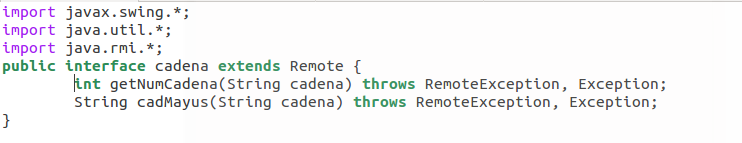 import javax.swing.*;
import java.util.*;
import java.rmi.*;
public interface cadena extends Remote {
        int getNumCadena(String cadena) throws RemoteException, Exception;
        String cadMayus(String cadena) throws RemoteException, Exception;
}